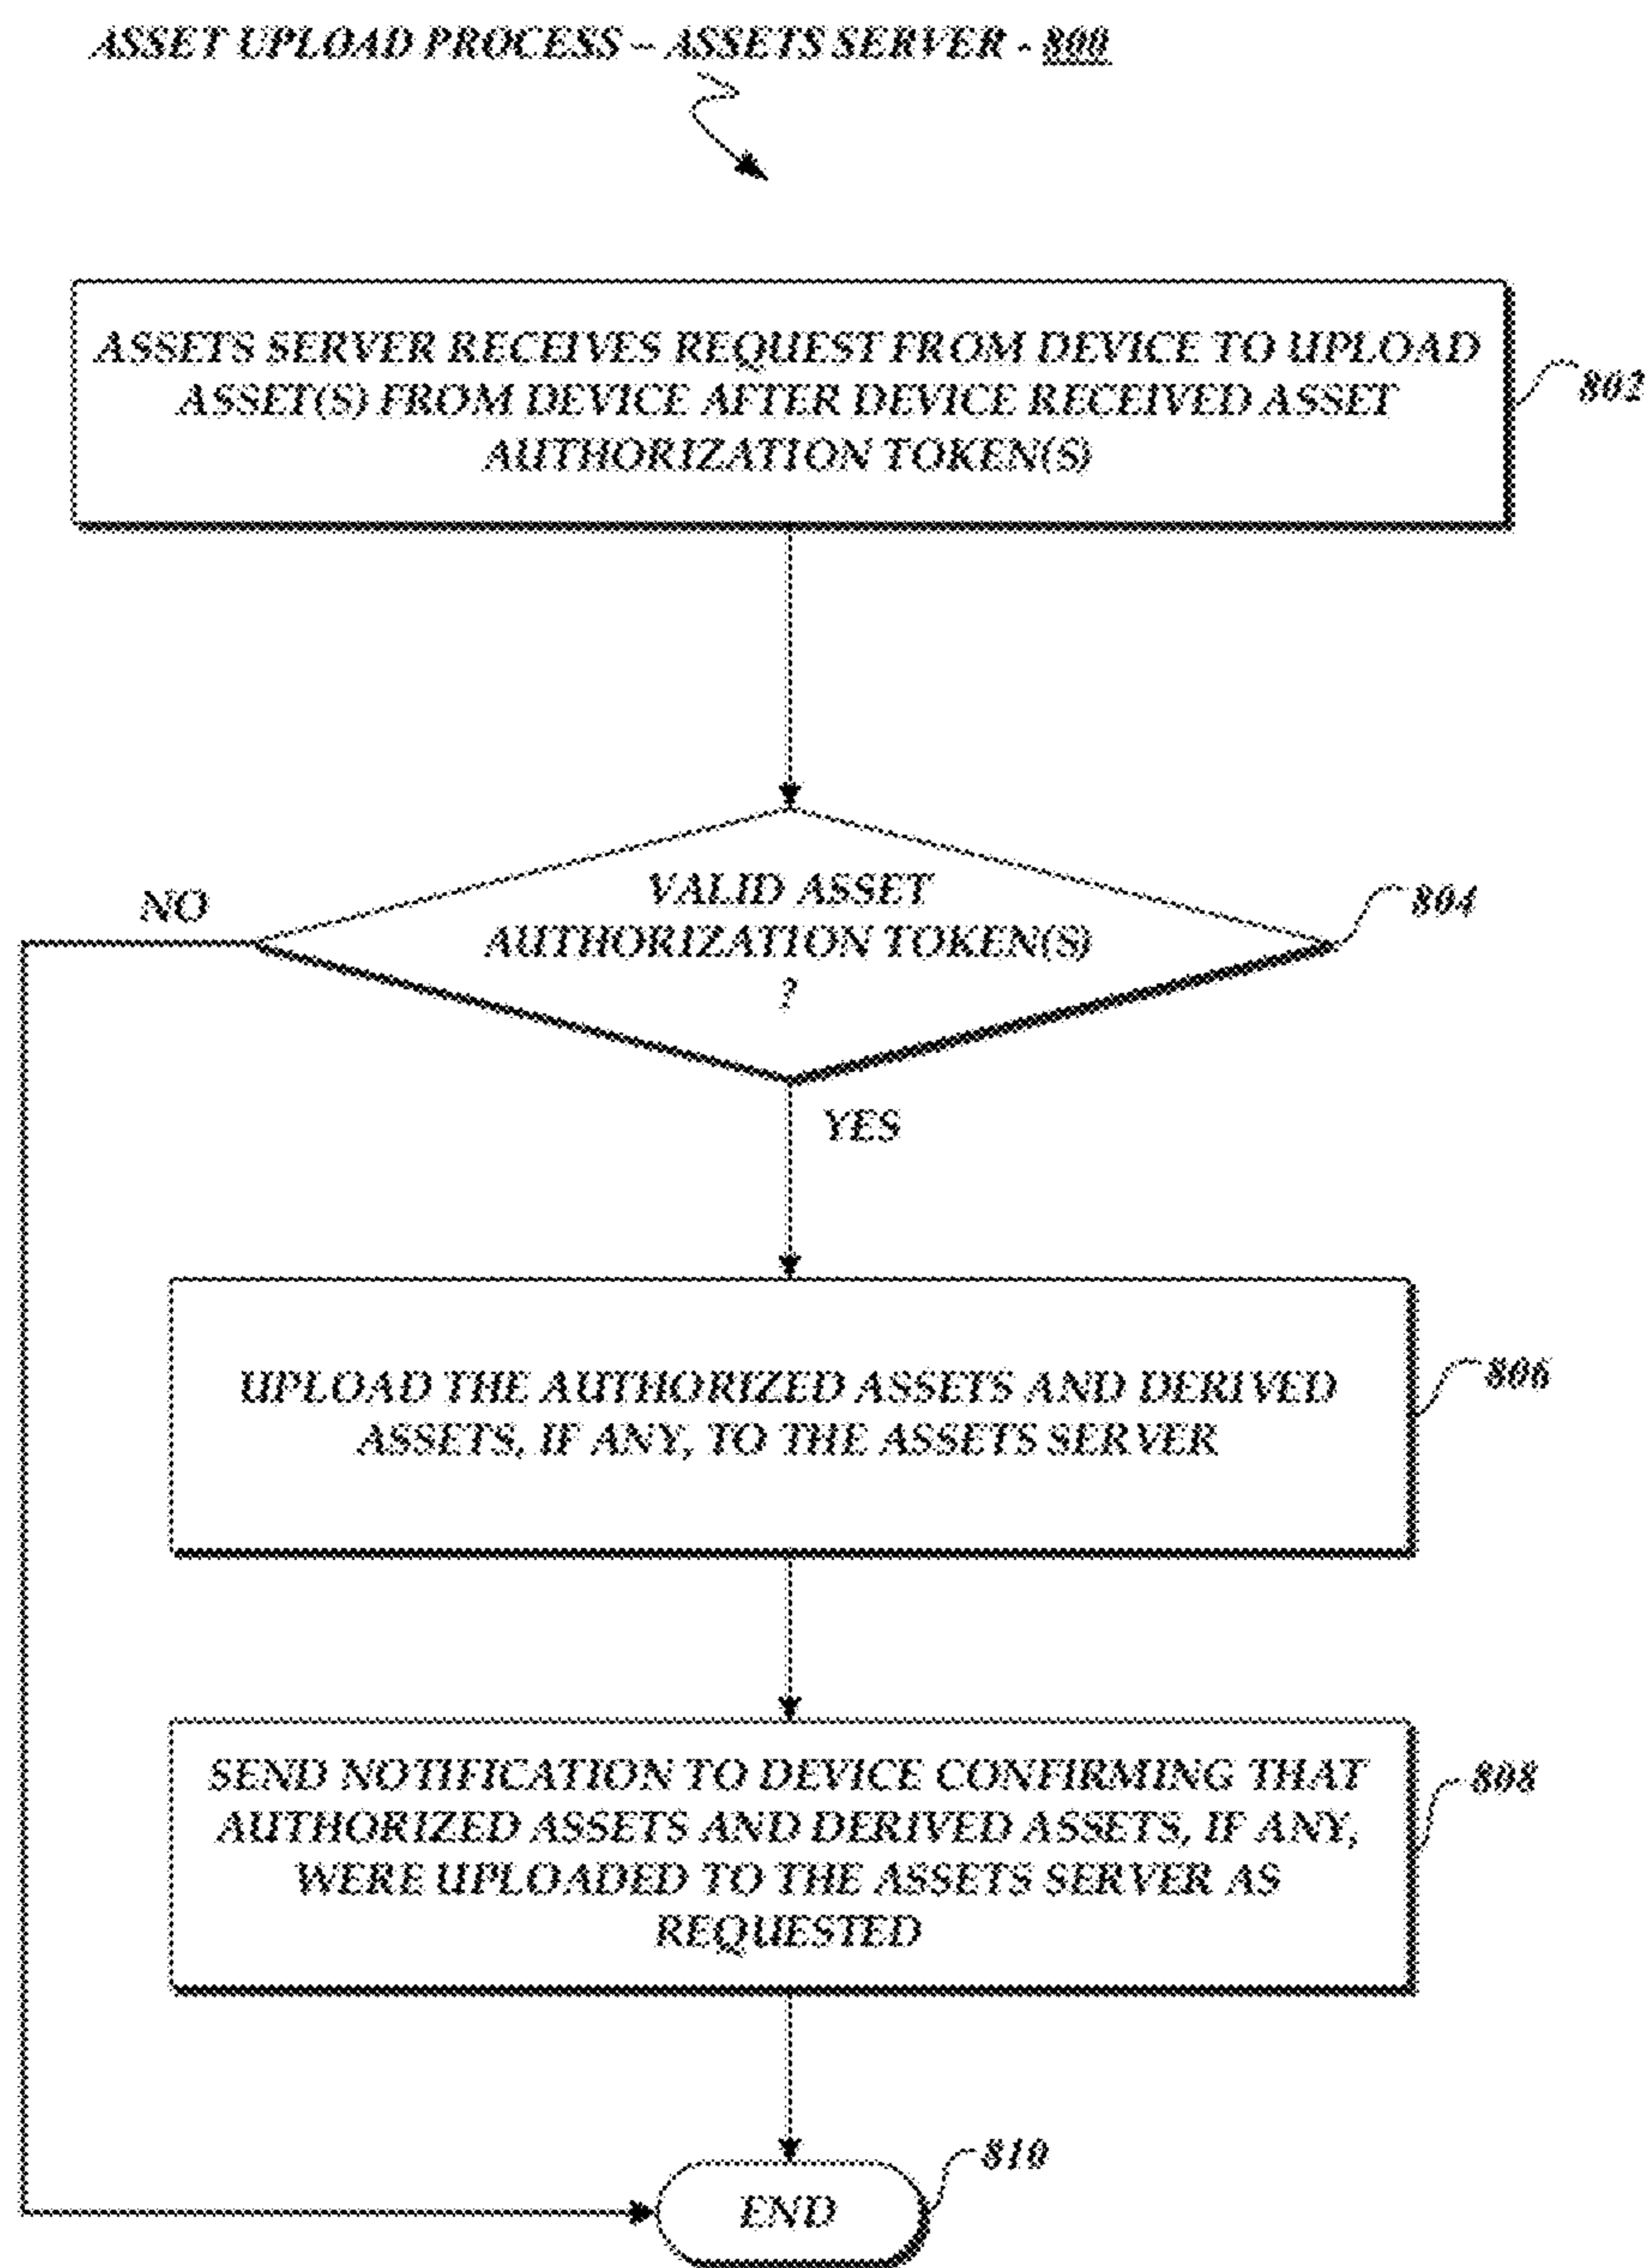 ASSET UPLOAD PROCESS – ASSETS SERVER - 800
ASSETS SERVER RECEIVES REQUEST FROM DEVICE TO UPLOAD
ASSET(S) FROM DEVICE AFTER DEVICE RECEIVED ASSET
AUTHORIZATION TOKEN(S)
802
VALID ASSET
AUTHORIZATION TOKEN(S)
?
804
NO
YES
UPLOAD THE AUTHORIZED ASSETS AND DERIVED
ASSETS, IF ANY, TO THE ASSETS SERVER
806
SEND NOTIFICATION TO DEVICE CONFIRMING THAT
AUTHORIZED ASSETS AND DERIVED ASSETS, IF ANY,
WERE UPLOADED TO THE ASSETS SERVER AS
REQUESTED
808
END
810